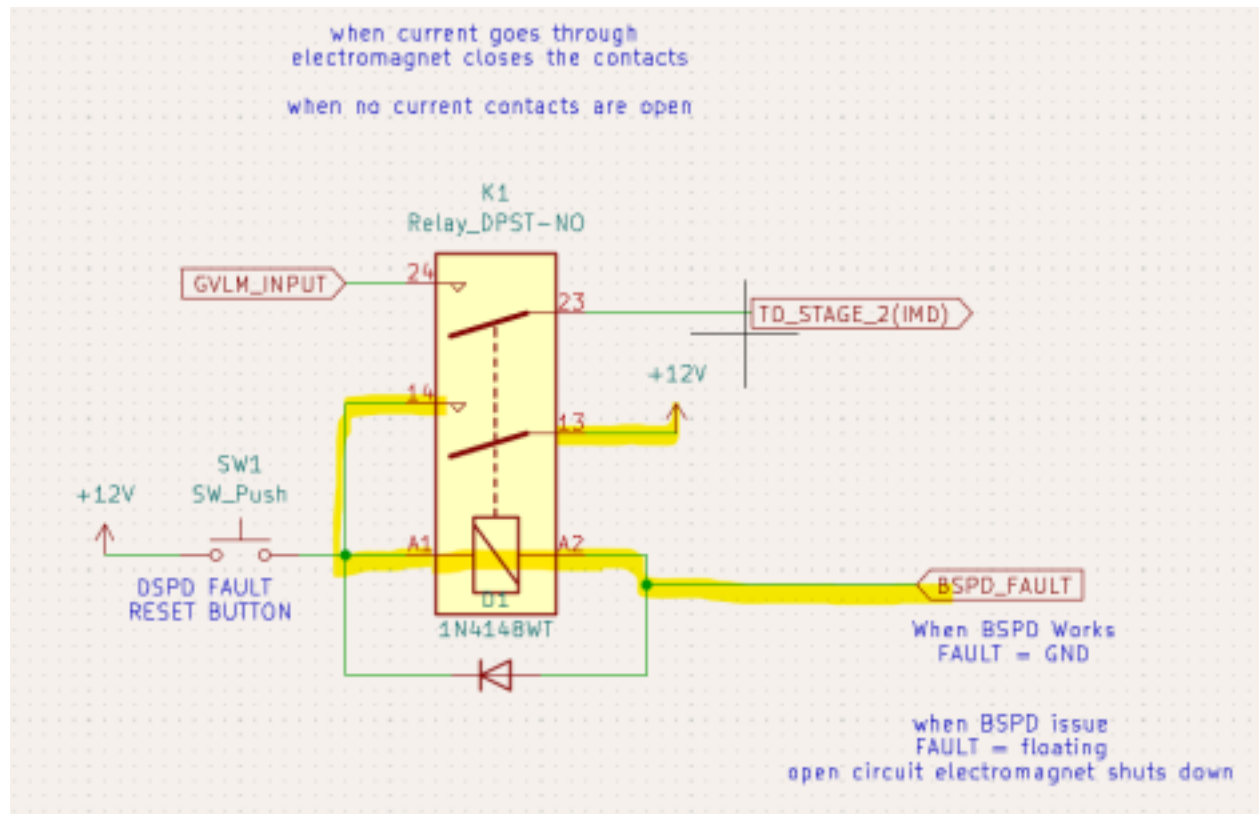 when current goes through
electromagnet closes the contacts
when no current contacts are open
K1
Relay_DPST-NO
GVLM_INPUT
24
23
TO_STAGE_2(IMD)
+12V
14
13
SW1
SW_Push
+12V
A1
A2
DSPD FAULT
RESET BUTTON
D1
1N4148WT
BSPD_FAULT
When BSPD Works
FAULT = GND
when BSPD issue
FAULT = floating
open circuit electromagnet shuts down